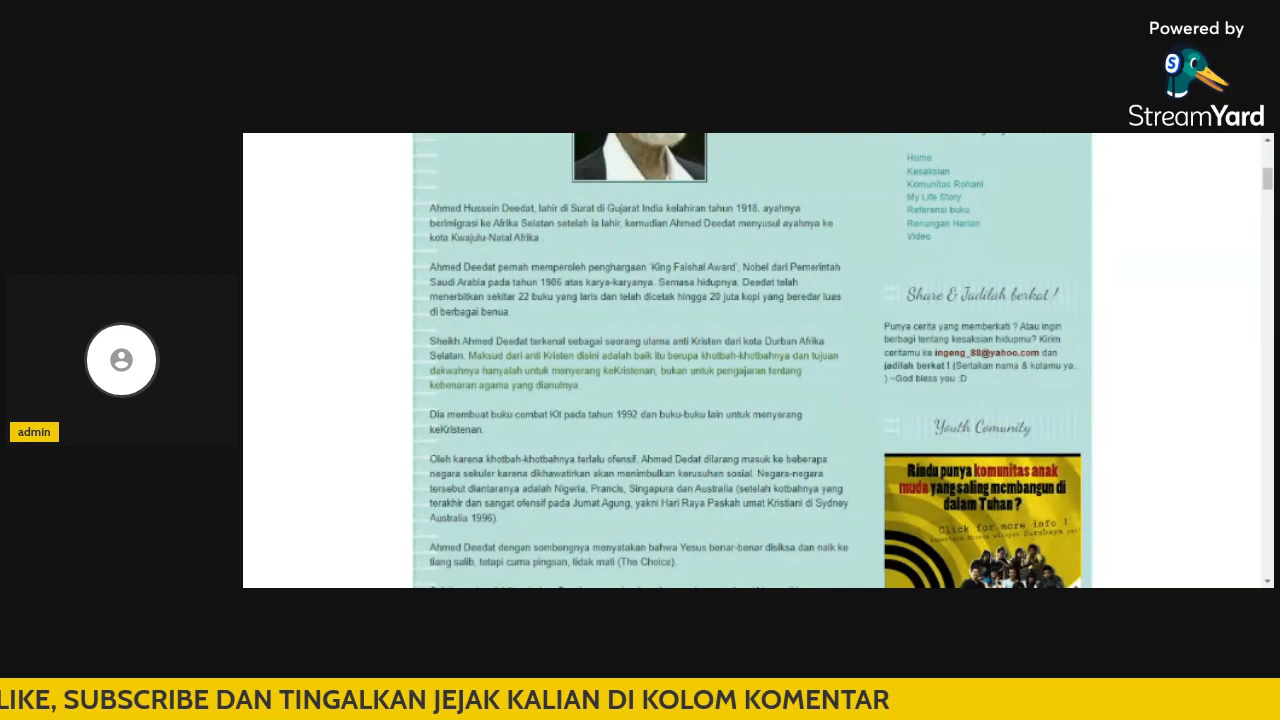 Powered by
StreamYard
admin
Ahmed Hussein Deedat, lahir di Surat di Gujarat India kelahiran tahun 1918, ayahnya
berimigrasi ke Afrika Selatan setelah ia lahir, kemudian Ahmed Deedat menyusul ayahnya ke
kota Kwajulu-Natal Afrika .
Ahmed Deedat pernah memperoleh penghargaan 'King Faishal Award', Nobel dari Pemerintah
Saudi Arabia pada tahun 1986 atas karya-karyanya. Semasa hidupnya, Deedat telah
menerbitkan sekitar 22 buku yang laris dan telah dicetak hingga 20 juta kopi yang beredar luas
di berbagai benua.
Sheikh Ahmed Deedat terkenal sebagai seorang ulama anti Kristen dari kota Durban Afrika
Selatan. Maksud dari anti Kristen disini adalah baik itu berupa khotbah-khotbahnya dan tujuan
dakwahnya hanyalah untuk menyerang keKristenan, bukan untuk pengajaran tentang
kebenaran agama yang dianutnya.
Dia membuat buku combat Kit pada tahun 1992 dan buku-buku lain untuk menyerang
keKristenan.
Oleh karena khotbah-khotbahnya terlalu ofensif, Ahmed Dedat dilarang masuk ke beberapa
negara sekuler karena dikhawatirkan akan menimbulkan kerusuhan sosial. Negara-negara
tersebut diantaranya adalah Nigeria, Prancis, Singapura dan Australia (setelah kotbahnya yang
terakhir dan sangat ofensif pada Jumat Agung, yakni Hari Raya Paskah umat Kristiani di Sydney
Australia 1996).
Ahmed Deedat dengan sombongnya menyatakan bahwa Yesus benar-benar disiksa dan naik ke
tiang salib, tetapi cuma pingsan, tidak mati (The Choice).
Home
Kesaksian
Komunitas Rohani
My Life Story
Referensi buku
Renungan Harian
Video
Share & Jadilah berkat !
Punya cerita yang memberkati ? Atau ingin
berbagi tentang kesaksian hidupmu? Kirim
ceritamu ke ingeng_88@yahoo.com dan
jadilah berkat ! (Sertakan nama & kotamu ya..
) ~God bless you :D
Youth Comunity
Rindu punya komunitas anak
muda yang saling membangun di
dalam Tuhan ?
Click for more info !
LIKE, SUBSCRIBE DAN TINGALKAN JEJAK KALIAN DI KOLOM KOMENTAR